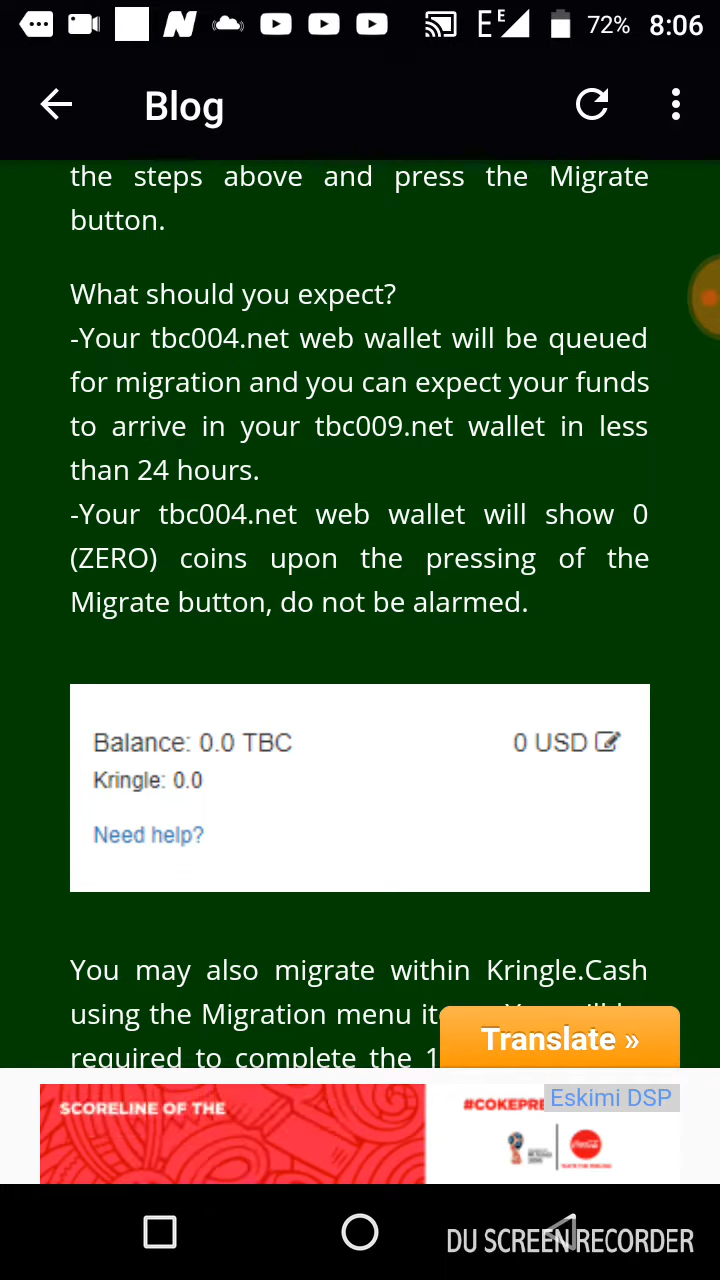 72% 8:06
Blog
the steps above and press the Migrate
button.
What should you expect?
-Your tbc004.net web wallet will be queued
for migration and you can expect your funds
to arrive in your tbc009.net wallet in less
than 24 hours.
-Your tbc004.net web wallet will show 0
(ZERO) coins upon the pressing of the
Migrate button, do not be alarmed.
Balance: 0.0 TBC 0 USD
Kringle: 0.0
Need help?
You may also migrate within Kringle.Cash
using the Migration menu
Translate »
required to complete the 1
SCORELINE OF THE
#COKEPRE
Eskimi DSP
Coca-Cola
DU SCREEN RECORDER